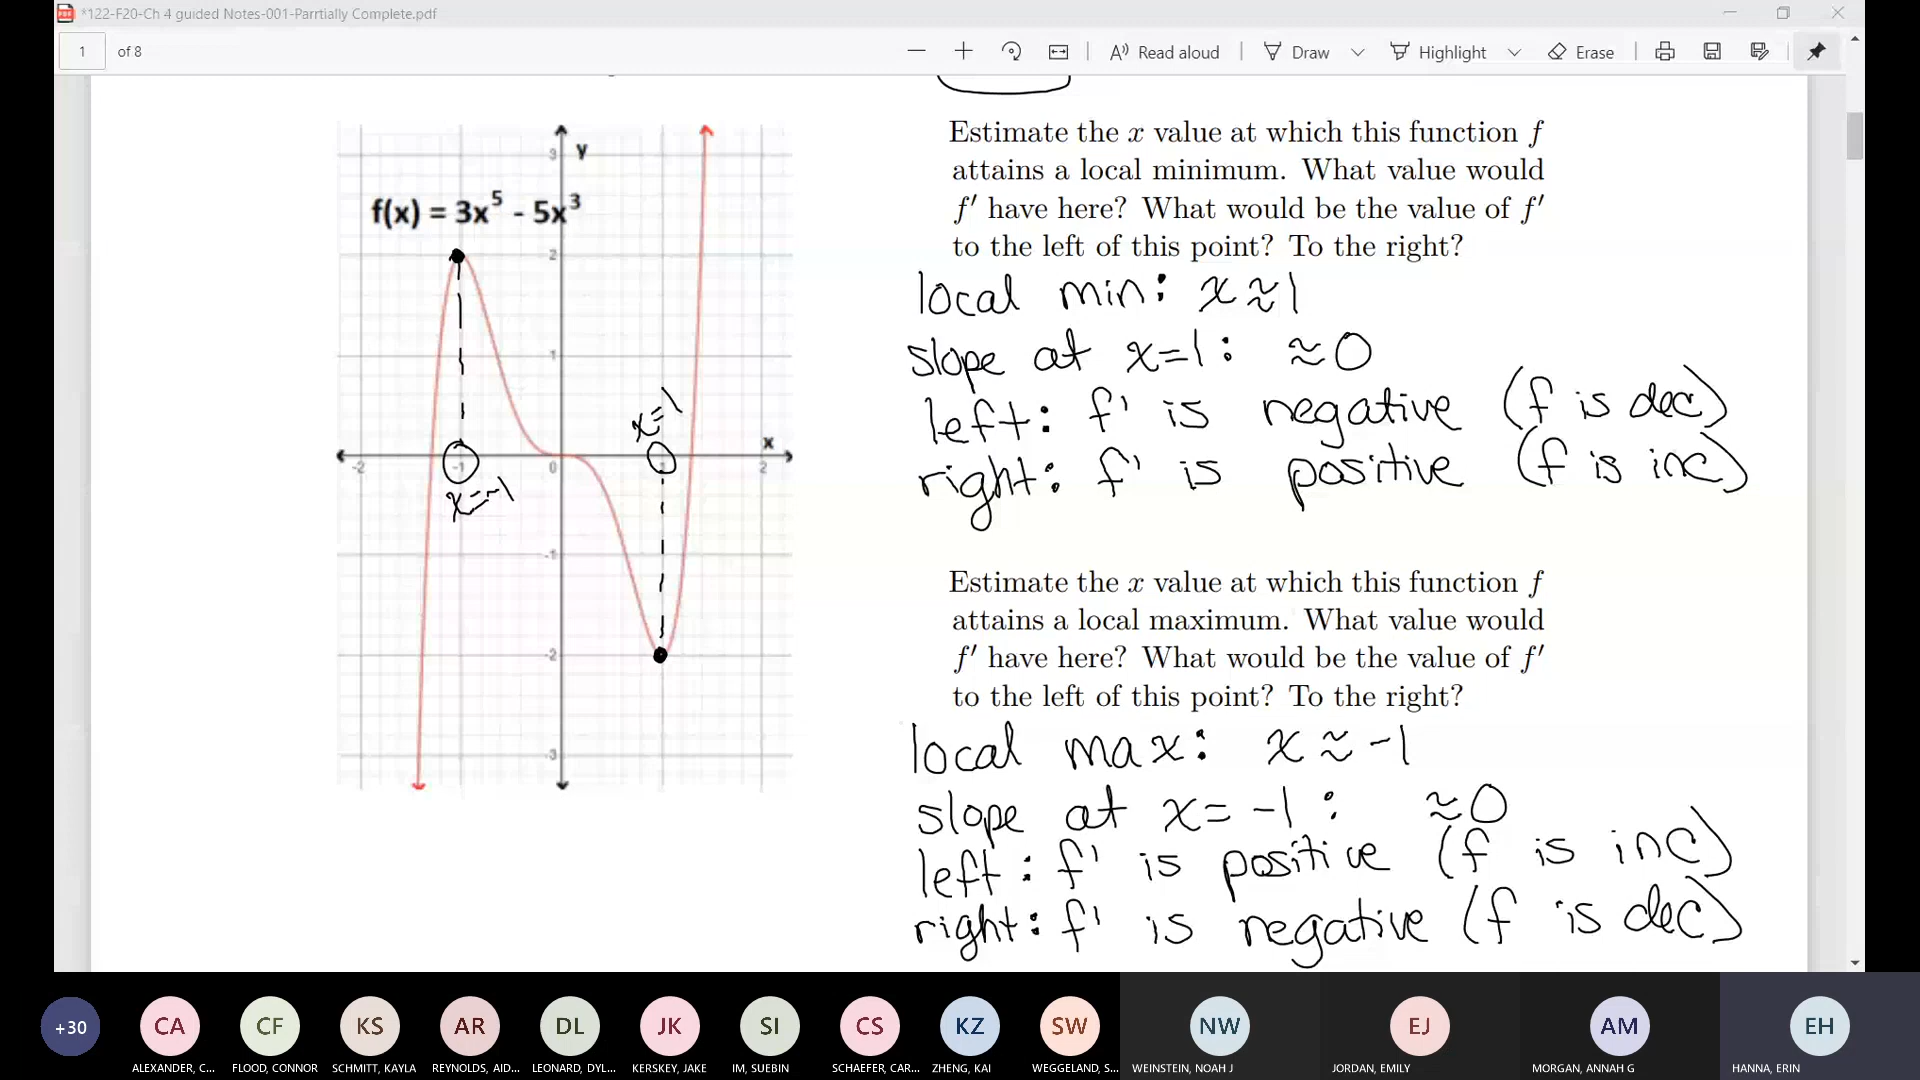 *122-F20-Ch 4 guided Notes-001-Parrtially Complete.pdf
1 of 8
Read aloud
Draw
Highlight
Erase
3
y
f(x) = 3x⁵ - 5x³
2
1
x=1
x
-2
-1
0
1
2
x=-1
-1
-2
-3
Estimate the x value at which this function f
attains a local minimum. What value would
f′ have here? What would be the value of f′
to the left of this point? To the right?
local min: x≈1
slope at x=1: ≈0
left: f' is negative (f is dec)
right: f' is positive (f is inc)
Estimate the x value at which this function f
attains a local maximum. What value would
f′ have here? What would be the value of f′
to the left of this point? To the right?
local max: x≈-1
slope at x=-1: ≈0
left: f' is positive (f is inc)
right: f' is negative (f is dec)
+30
CA
CF
KS
AR
DL
JK
SI
CS
KZ
SW
NW
EJ
AM
EH
ALEXANDER, C...
FLOOD, CONNOR
SCHMITT, KAYLA
REYNOLDS, AID...
LEONARD, DYL...
KERSKEY, JAKE
IM, SUEBIN
SCHAEFER, CAR...
ZHENG, KAI
WEGGELAND, S...
WEINSTEIN, NOAH J
JORDAN, EMILY
MORGAN, ANNAH G
HANNA, ERIN